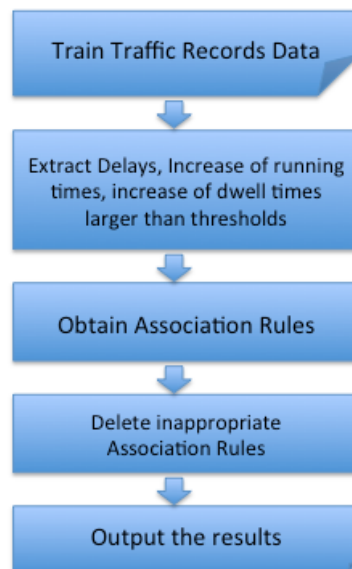 Train Traffic Records Data
Extract Delays, Increase of running
times, increase of dwell times
larger than thresholds
Obtain Association Rules
Delete inappropriate
Association Rules
Output the results